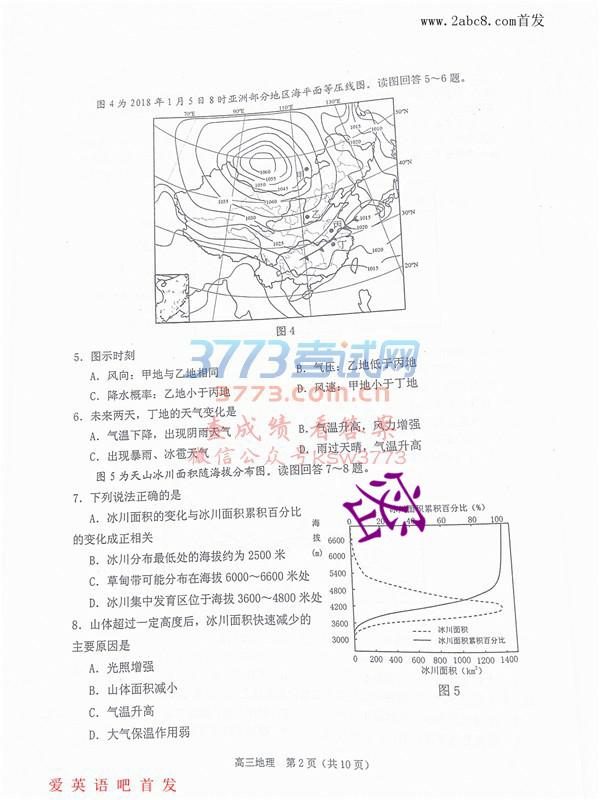 www.2abc8.com首发
图4为2018年1月5日8时亚洲部分地区海平面等压线图。读图回答5～6题。
70°E 90°E 110°E 130°E 150°E
50°N
40°N
30°N
20°N
1015
1010
1015
1020
1060
1055
1050
1045
1035
1030
1025
1020
1025
1015
1020
1020
1015
甲
乙
丙
丁
图4
3773考试网
3773.com.cn
查成绩 看答案
微信公众号ksw3773
5. 图示时刻
A. 风向：甲地与乙地相同 B. 气压：乙地低于丙地
C. 降水概率：乙地小于丙地 D. 风速：甲地小于丁地
6. 未来两天，丁地的天气变化是
A. 气温下降，出现阴雨天气 B. 气温升高，风力增强
C. 出现暴雨、冰雹天气 D. 雨过天晴，气温升高
图5为天山冰川面积随海拔分布图。读图回答7～8题。
7. 下列说法正确的是
A. 冰川面积的变化与冰川面积累积百分比
的变化成正相关
B. 冰川分布最低处的海拔约为2500米
C. 草甸带可能分布在海拔6000～6600米处
D. 冰川集中发育区位于海拔3600～4800米处
8. 山体超过一定高度后，冰川面积快速减少的
主要原因是
A. 光照增强
B. 山体面积减小
C. 气温升高
D. 大气保温作用弱
密
冰川面积累积百分比（%）
0 20 40 60 80 100
海拔(m)
6600
6000
5400
4800
4200
3600
3000
冰川面积
冰川面积累积百分比
0 200 400 600 800 1000 1200 1400
冰川面积（km²）
图5
高三地理 第2页（共10页）
爱英语吧首发